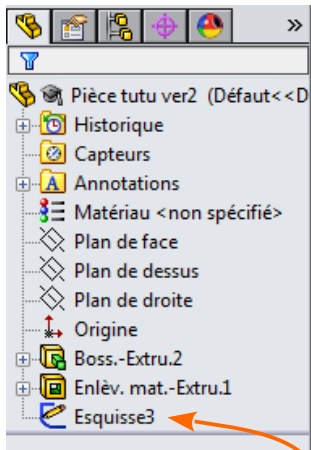 »
Pièce tutu ver2 (Défaut<<D
Historique
Capteurs
A Annotations
Matériau <non spécifié>
Plan de face
Plan de dessus
Plan de droite
Origine
Boss.-Extru.2
Enlèv. mat.-Extru.1
Esquisse3